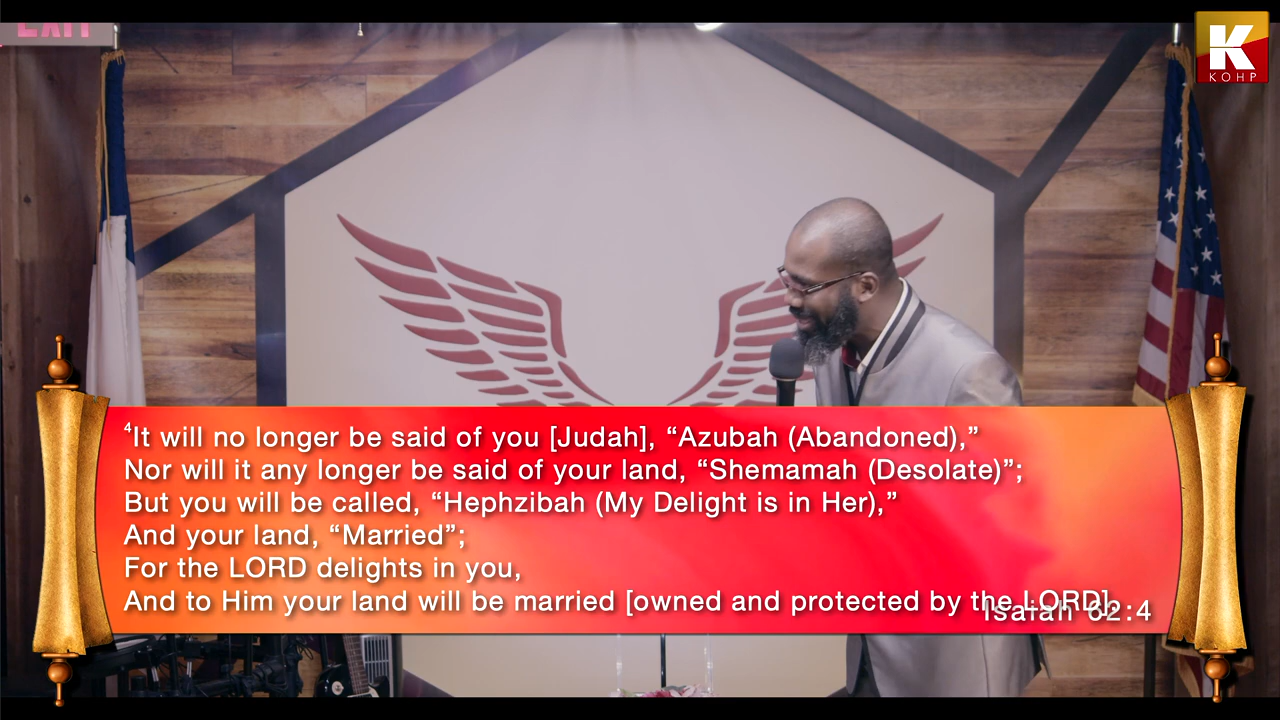 EXIT
K
KOHP
⁴It will no longer be said of you [Judah], “Azubah (Abandoned),”
Nor will it any longer be said of your land, “Shemamah (Desolate)”;
But you will be called, “Hephzibah (My Delight is in Her),”
And your land, “Married”;
For the LORD delights in you,
And to Him your land will be married [owned and protected by the LORD].
Isaiah 62:4